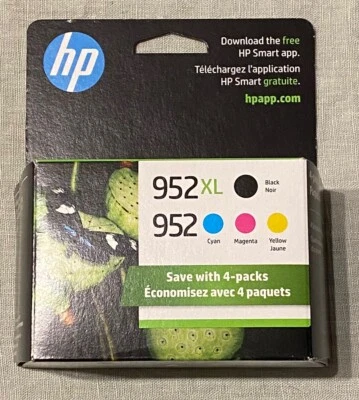 hp
Download the free
HP Smart app.
Téléchargez l'application
HP Smart gratuite.
hpapp.com
952XL
Black
Noir
952
Cyan
Magenta
Yellow
Jaune
Save with 4-packs
Économisez avec 4 paquets